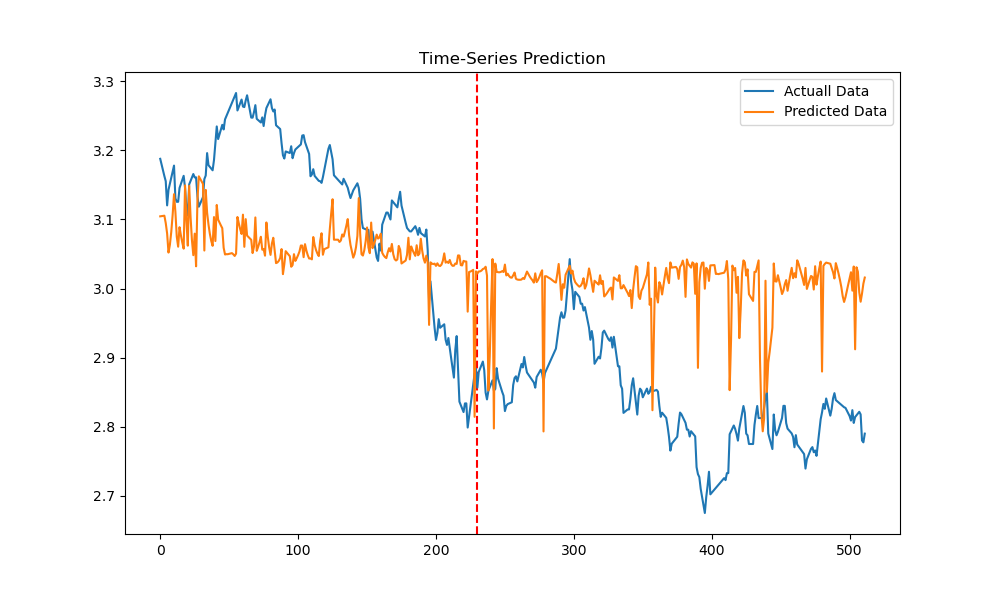 Time-Series Prediction
Actuall Data
Predicted Data
3.3
3.2
3.1
3.0
2.9
2.8
2.7
0 100 200 300 400 500